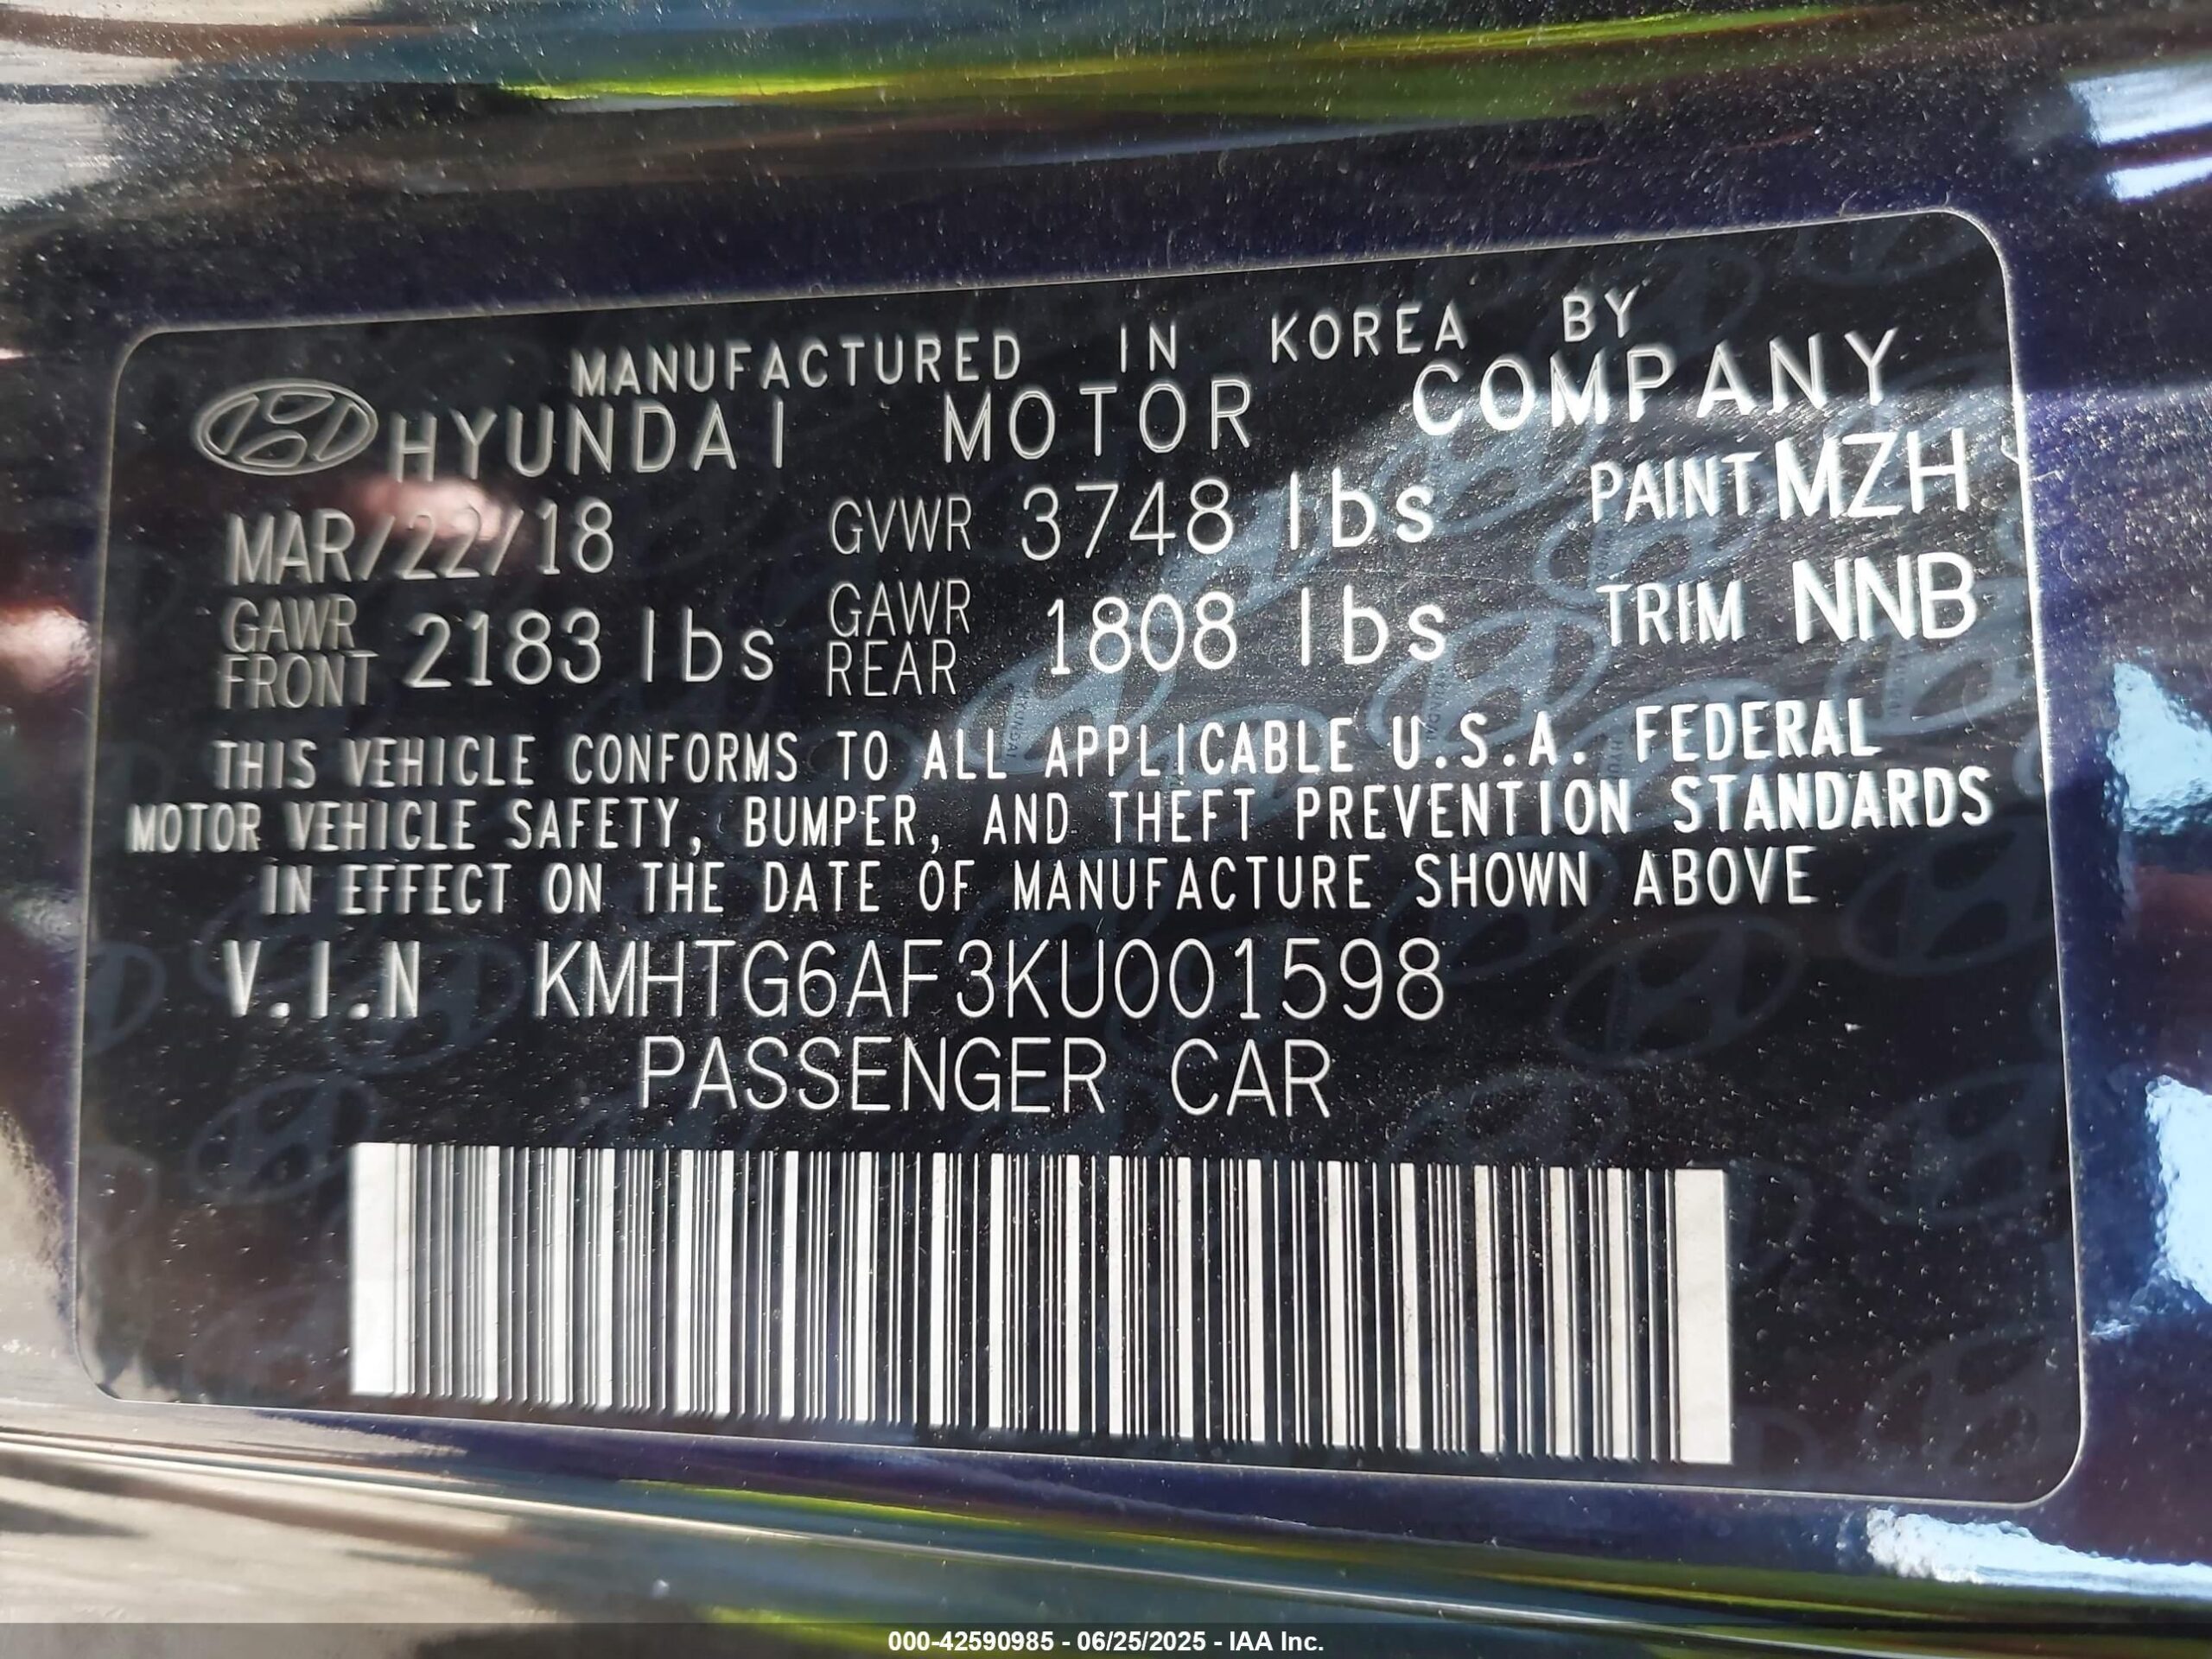 MANUFACTURED IN KOREA BY
HYUNDAI MOTOR COMPANY
MAR/22/18 GVWR 3748 lbs PAINT MZH
GAWR FRONT 2183 lbs GAWR REAR 1808 lbs TRIM NNB
THIS VEHICLE CONFORMS TO ALL APPLICABLE U.S.A. FEDERAL
MOTOR VEHICLE SAFETY, BUMPER, AND THEFT PREVENTION STANDARDS
IN EFFECT ON THE DATE OF MANUFACTURE SHOWN ABOVE
V.I.N KMHTG6AF3KU001598
PASSENGER CAR
000-42590985 - 06/25/2025 - IAA Inc.